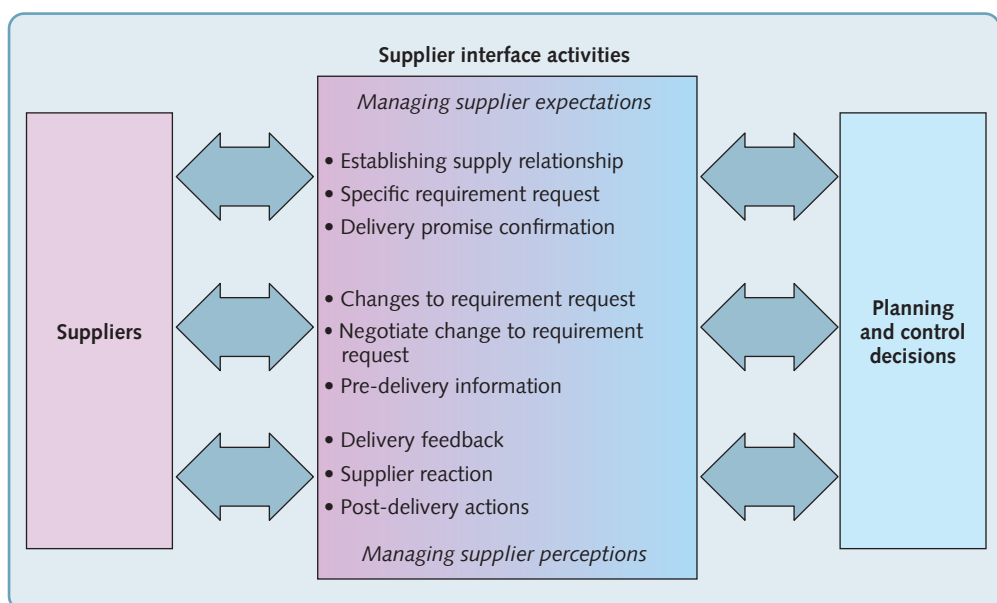 Supplier interface activities
Managing supplier expectations
Suppliers
• Establishing supply relationship
• Specific requirement request
• Delivery promise confirmation
• Changes to requirement request
• Negotiate change to requirement
request
• Pre-delivery information
• Delivery feedback
• Supplier reaction
• Post-delivery actions
Managing supplier perceptions
Planning
and control
decisions